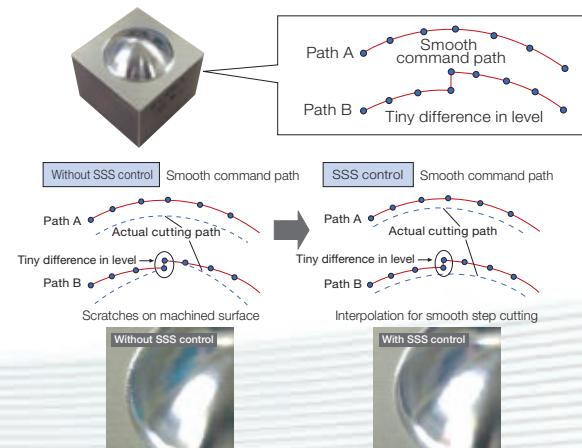 Path A
Smooth
command path
Path B
Tiny difference in level
Without SSS control
Smooth command path
Path A
Actual cutting path
Tiny difference in level
Path B
Scratches on machined surface
Without SSS control
SSS control
Smooth command path
Path A
Actual cutting path
Tiny difference in level
Path B
Interpolation for smooth step cutting
With SSS control